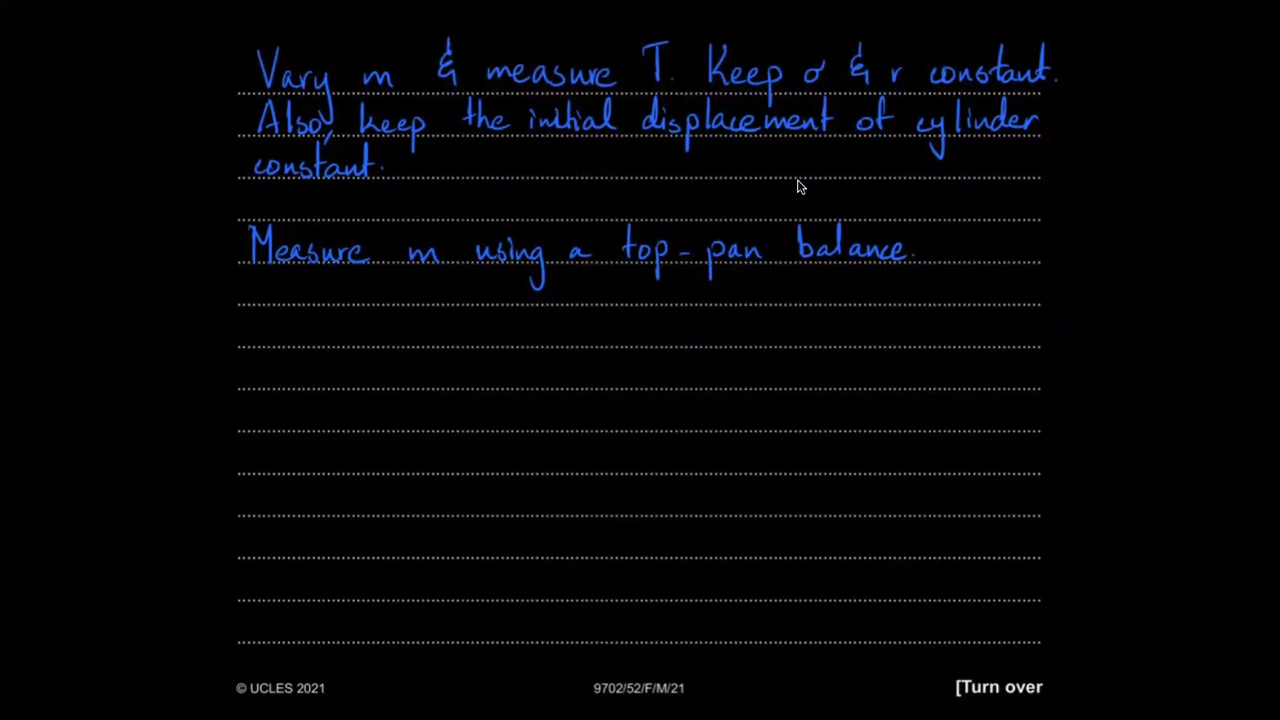 Vary m & measure T. Keep σ & r constant.
Also, keep the initial displacement of cylinder
constant.
Measure m using a top-pan balance.
© UCLES 2021 9702/52/F/M/21 [Turn over